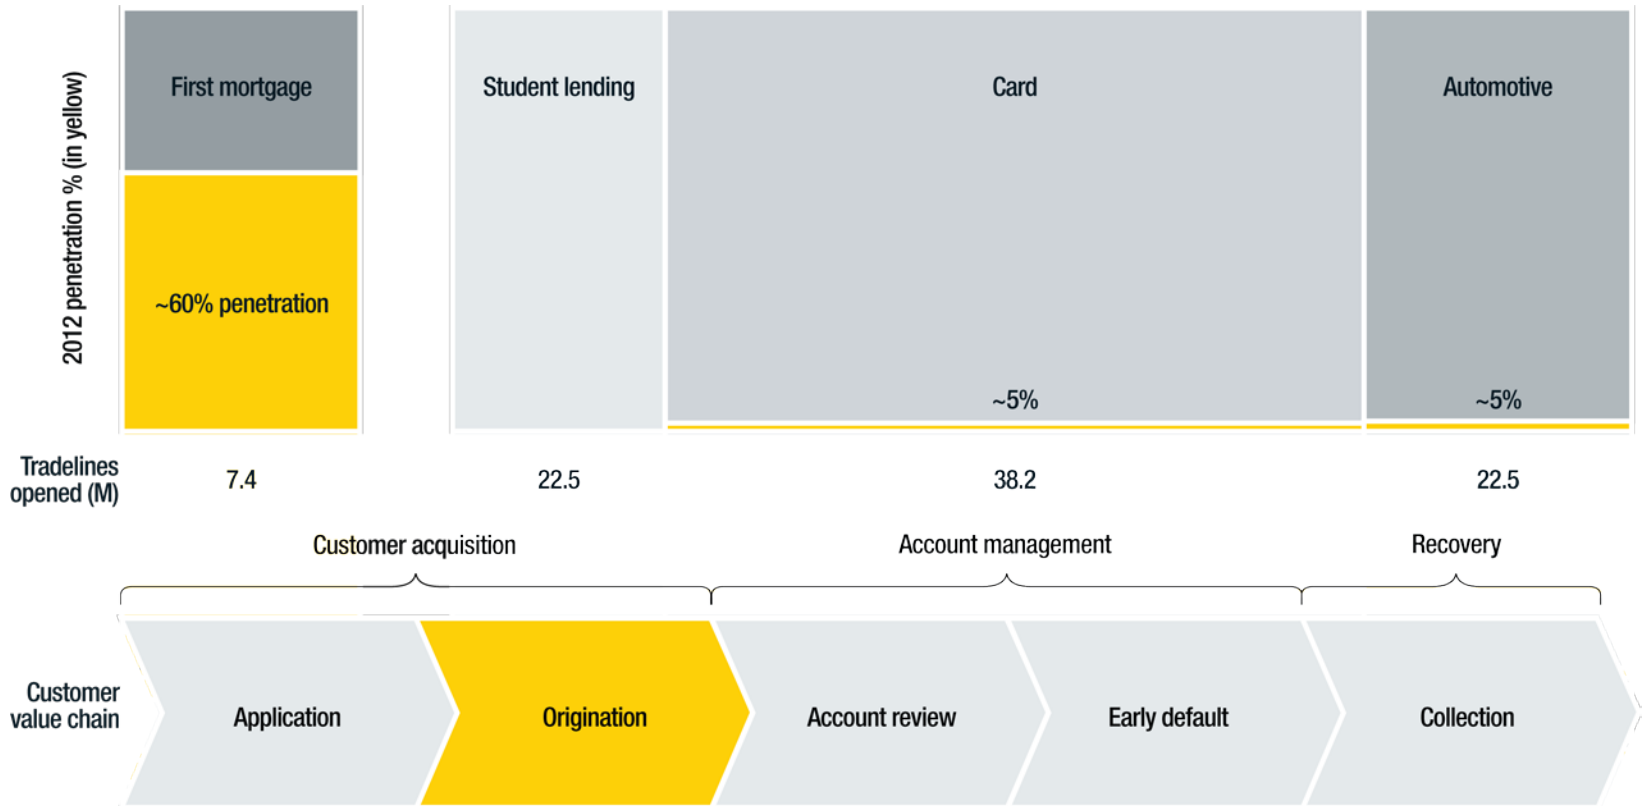 2012 penetration % (in yellow)
First mortgage
Student lending
Card
Automotive
~60% penetration
~5%
~5%
Tradelines
opened (M)
7.4
22.5
38.2
22.5
Customer acquisition
Account management
Recovery
Customer
value chain
Application
Origination
Account review
Early default
Collection